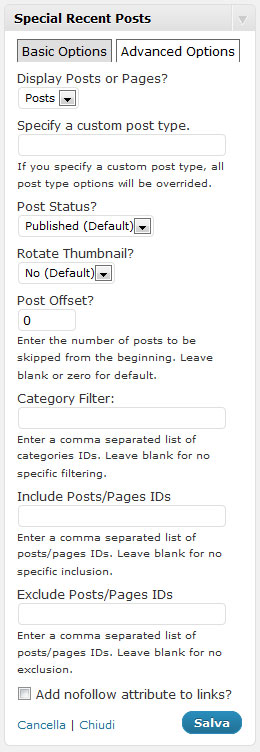 Special Recent Posts
Basic Options Advanced Options
Display Posts or Pages?
Posts
Specify a custom post type.
If you specify a custom post type, all
post type options will be overrided.
Post Status?
Published (Default)
Rotate Thumbnail?
No (Default)
Post Offset?
0
Enter the number of posts to be
skipped from the beginning. Leave
blank or zero for default.
Category Filter:
Enter a comma separated list of
categories IDs. Leave blank for no
specific filtering.
Include Posts/Pages IDs
Enter a comma separated list of
posts/pages IDs. Leave blank for no
specific inclusion.
Exclude Posts/Pages IDs
Enter a comma separated list of
posts/pages IDs. Leave blank for no
exclusion.
Add nofollow attribute to links?
Cancella | Chiudi Salva